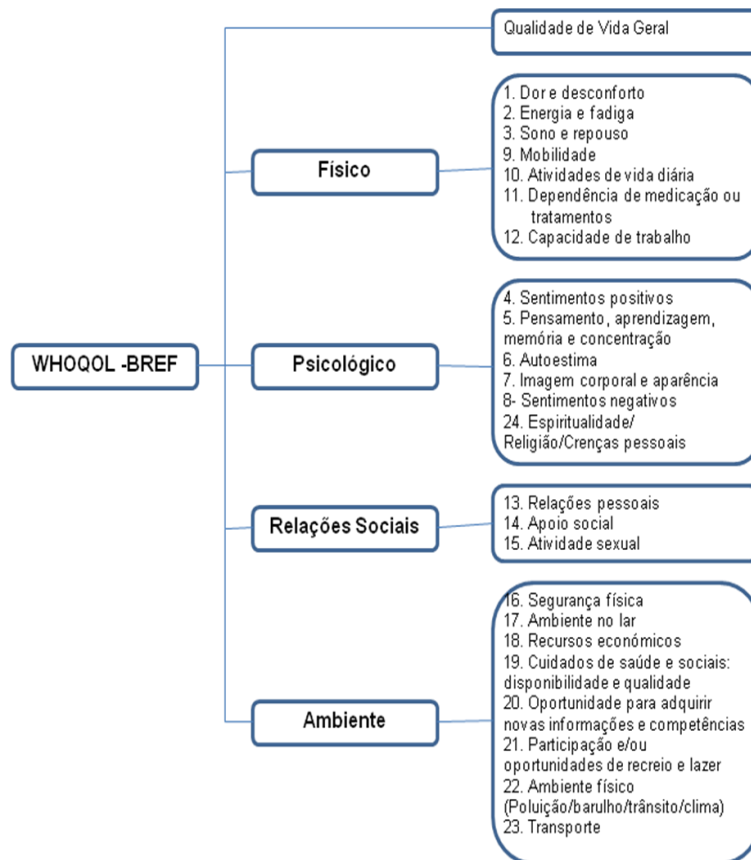 Qualidade de Vida Geral
1. Dor e desconforto
2. Energia e fadiga
3. Sono e repouso
9. Mobilidade
10. Atividades de vida diária
11. Dependência de medicação ou
tratamentos
12. Capacidade de trabalho
Físico
4. Sentimentos positivos
5. Pensamento, aprendizagem,
memória e concentração
6. Autoestima
7. Imagem corporal e aparência
8- Sentimentos negativos
24. Espiritualidade/
Religião/Crenças pessoais
WHOQOL -BREF
Psicológico
13. Relações pessoais
14. Apoio social
15. Atividade sexual
Relações Sociais
16. Segurança física
17. Ambiente no lar
18. Recursos económicos
19. Cuidados de saúde e sociais:
disponibilidade e qualidade
20. Oportunidade para adquirir
novas informações e competências
21. Participação e/ou
oportunidades de recreio e lazer
22. Ambiente físico
(Poluição/barulho/trânsito/clima)
23. Transporte
Ambiente